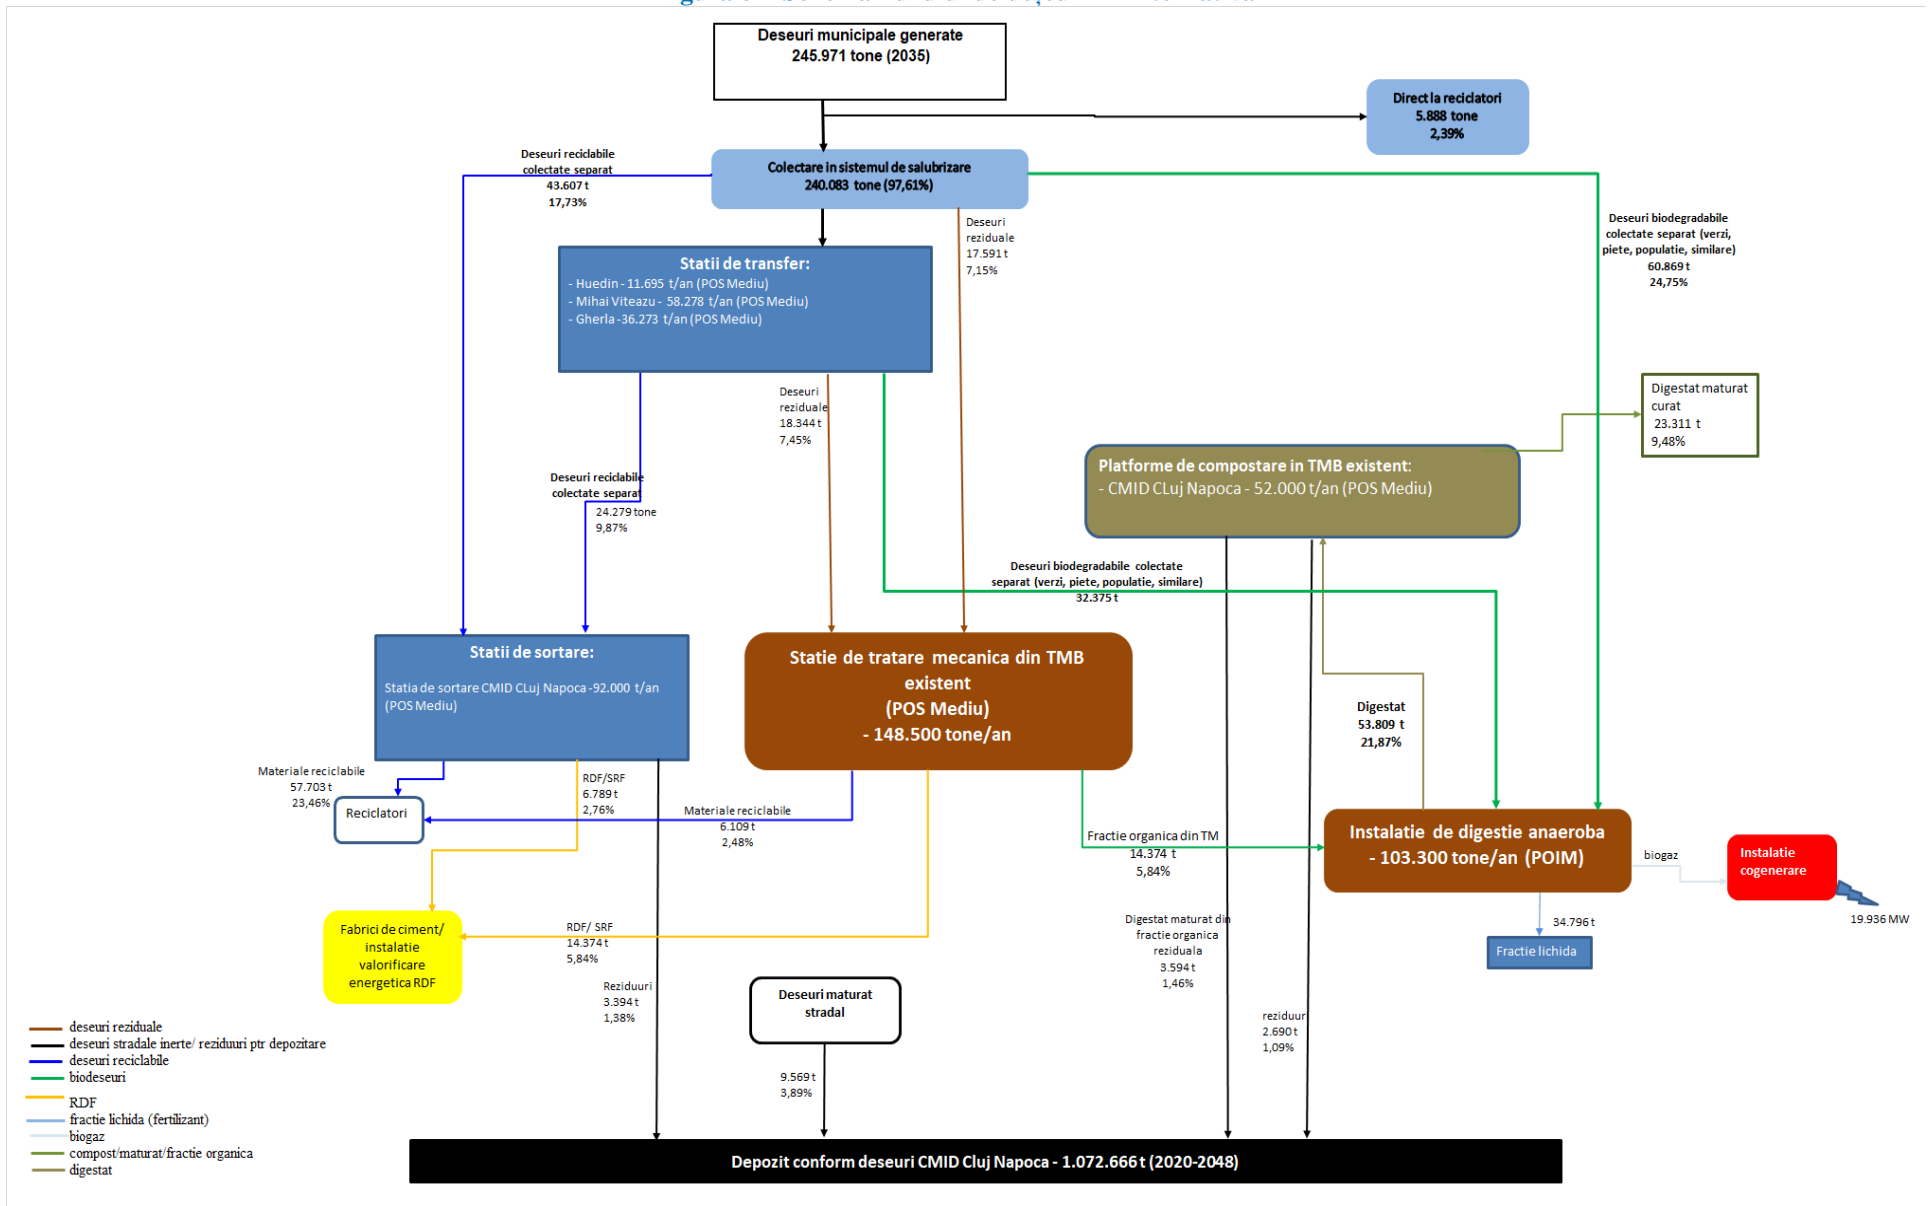 Deseuri municipale generate
245.971 tone (2035)
Direct la reciclatori
5.888 tone
2,39%
Deseuri reciclabile
colectate separat
43.607 t
17,73%
Colectare in sistemul de salubrizare
240.083 tone (97,61%)
Deseuri
reziduale
17.591 t
7,15%
Deseuri biodegradabile
colectate separat (verzi,
piete, populatie, similare)
60.869 t
24,75%
Statii de transfer:
- Huedin - 11.695 t/an (POS Mediu)
- Mihai Viteazu - 58.278 t/an (POS Mediu)
- Gherla -36.273 t/an (POS Mediu)
Deseuri
reziduale
18.344 t
7,45%
Digestat maturat
curat
23.311 t
9,48%
Platforme de compostare in TMB existent:
- CMID CLuj Napoca - 52.000 t/an (POS Mediu)
Deseuri reciclabile
colectate separat
24.279 tone
9,87%
Deseuri biodegradabile colectate
separat (verzi, piete, populatie, similare)
32.375 t
Statii de sortare:
Statia de sortare CMID CLuj Napoca -92.000 t/an
(POS Mediu)
Statie de tratare mecanica din TMB
existent
(POS Mediu)
- 148.500 tone/an
Digestat
53.809 t
21,87%
Materiale reciclabile
57.703 t
23,46%
RDF/SRF
6.789 t
2,76%
Reciclatori
Materiale reciclabile
6.109 t
2,48%
Fractie organica din TM
14.374 t
5,84%
Instalatie de digestie anaeroba
- 103.300 tone/an (POIM)
biogaz
Instalatie
cogenerare
19.936 MW
34.796 t
Fractie lichida
Fabrici de ciment/
instalatie
valorificare
energetica RDF
RDF/ SRF
14.374 t
5,84%
Digestat maturat din
fractie organica
reziduala
3.594 t
1,46%
Reziduuri
3.394 t
1,38%
Deseuri maturat
stradal
reziduur
2.690 t
1,09%
9.569 t
3,89%
deseuri reziduale
deseuri stradale inerte/ reziduuri ptr depozitare
deseuri reciclabile
biodeseuri
RDF
fractie lichida (fertilizant)
biogaz
compost/maturat/fractie organica
digestat
Depozit conform deseuri CMID Cluj Napoca - 1.072.666 t (2020-2048)